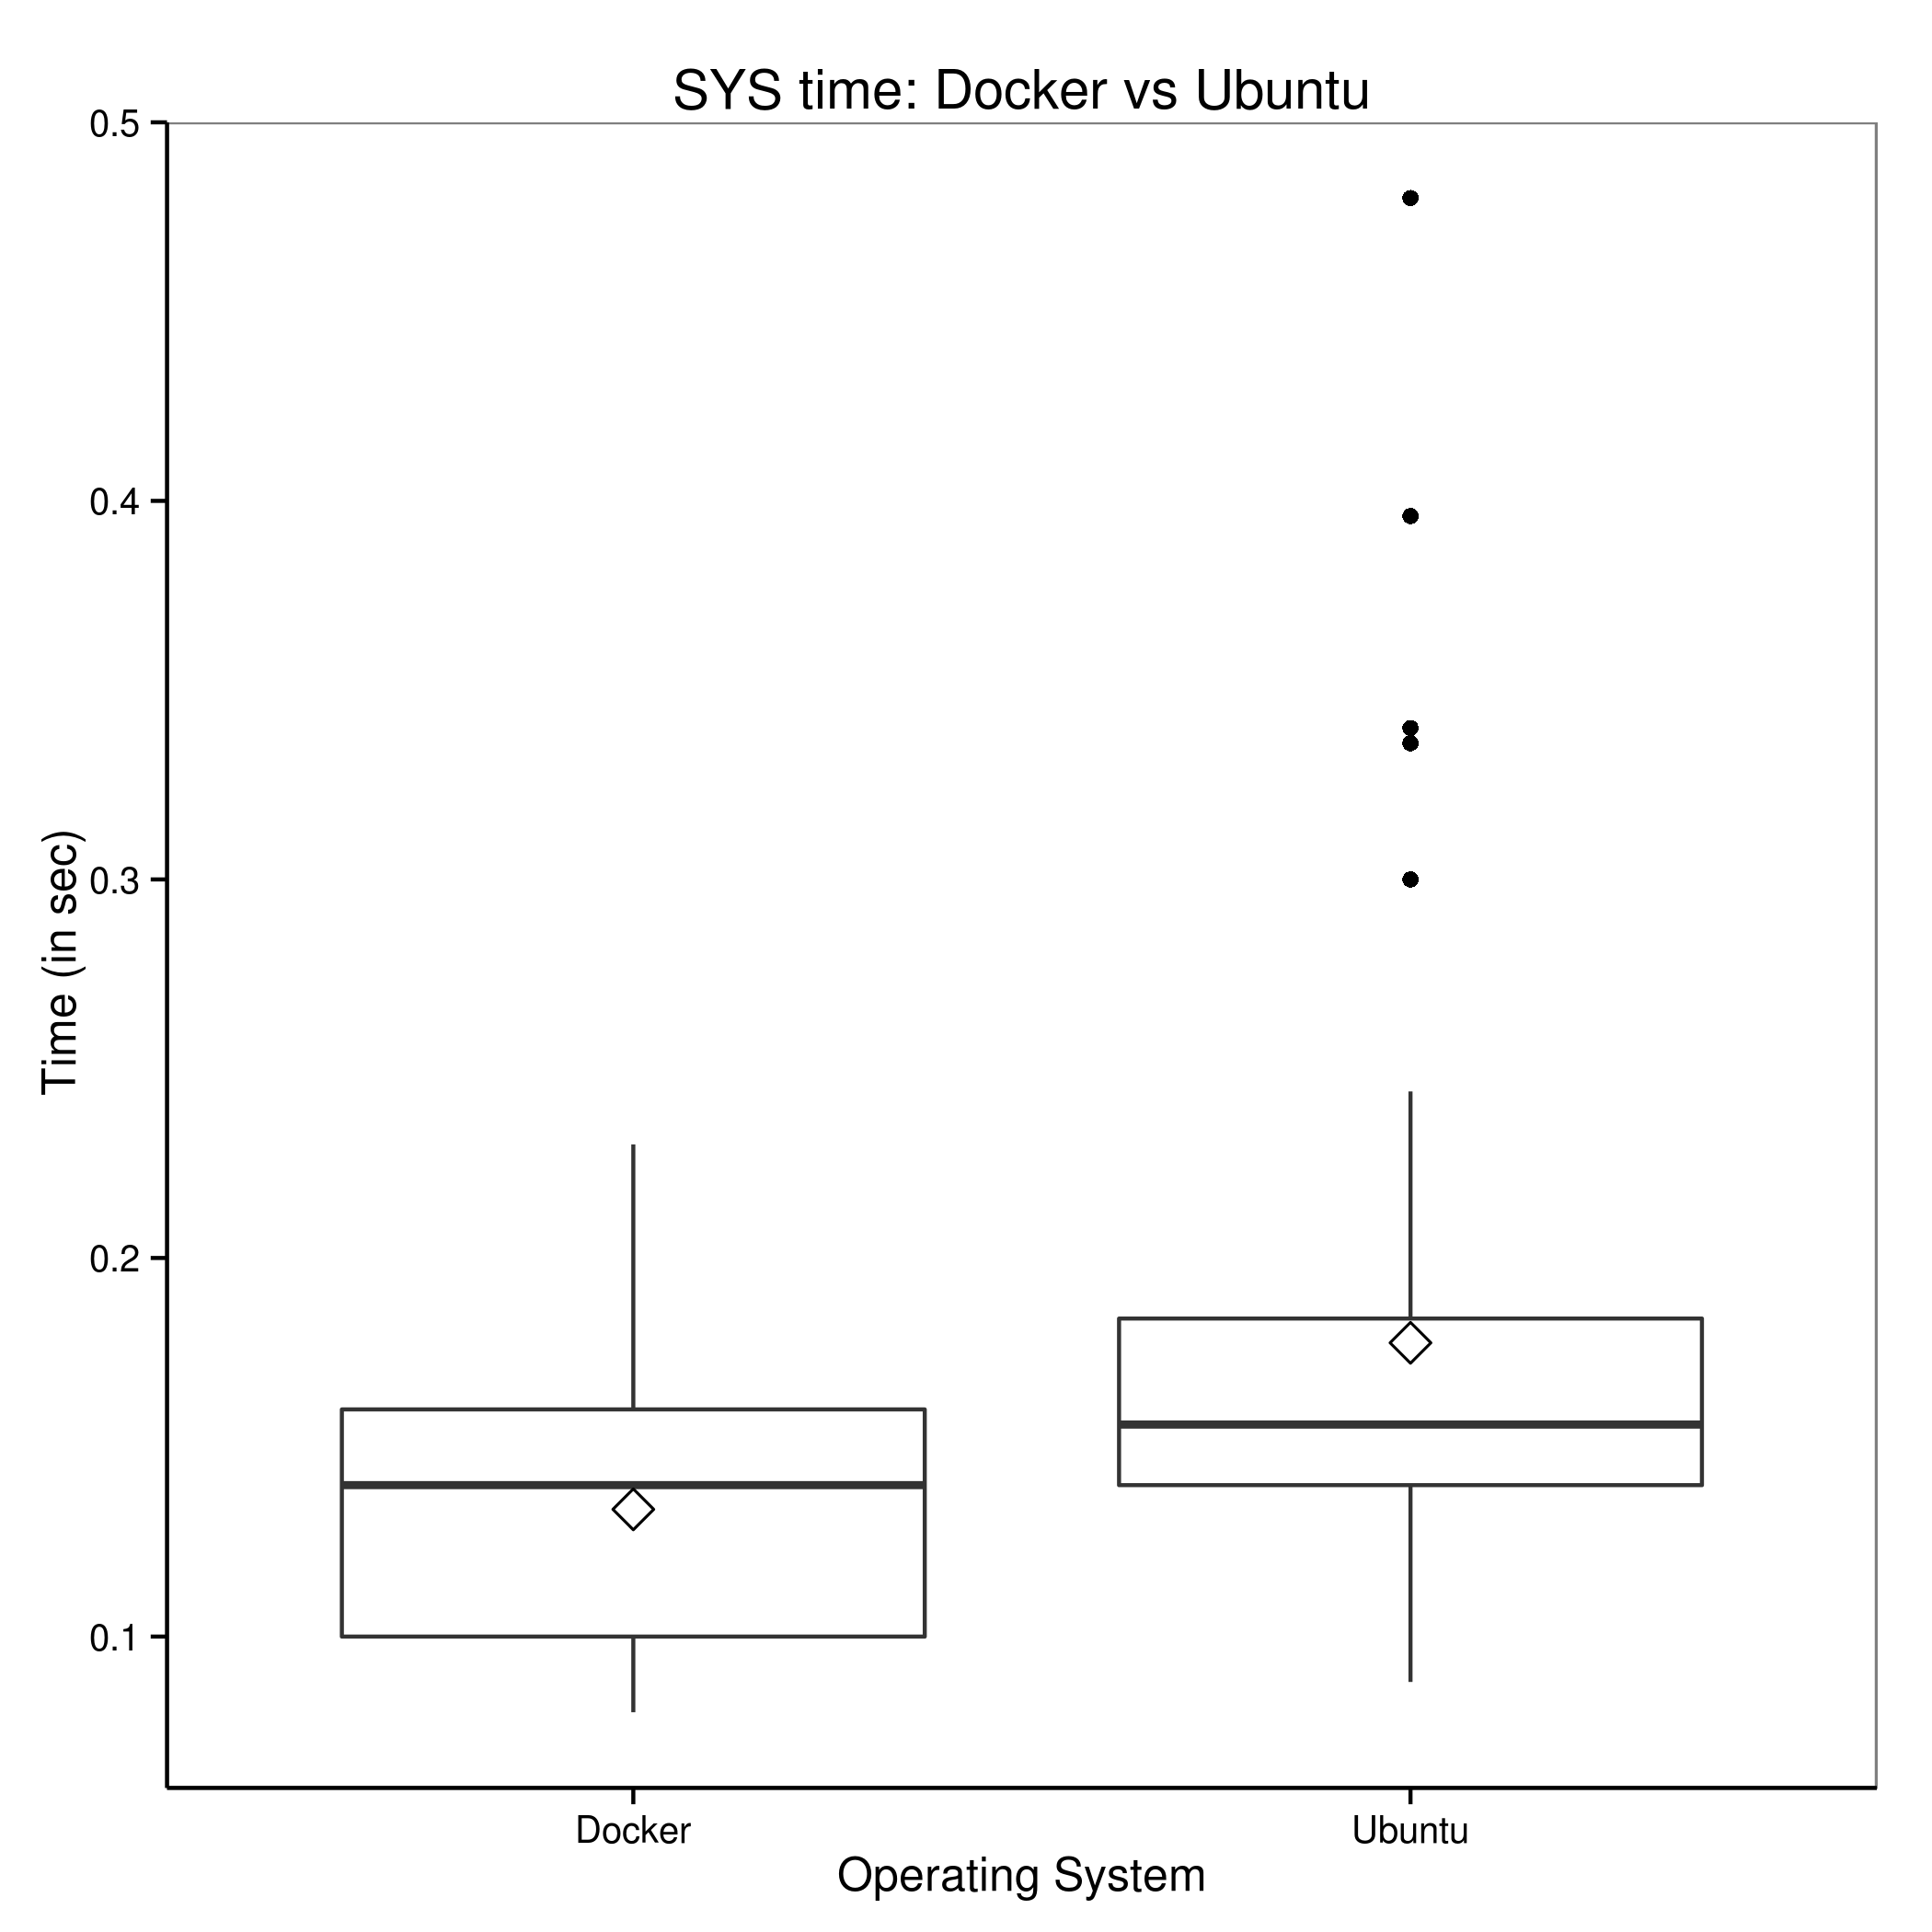 SYS time: Docker vs Ubuntu
0.5
0.4
0.3
0.2
0.1
Time (in sec)
Docker
Ubuntu
Operating System